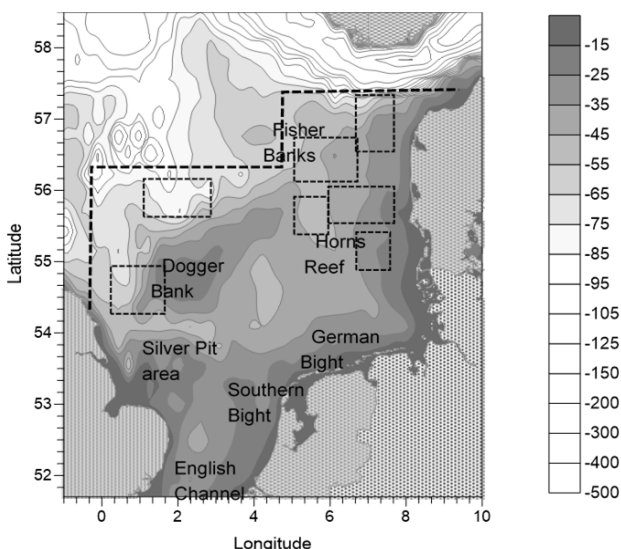 58
57
56
55
54
53
52
Latitude
0
2
4
6
8
10
Longitude
Fisher
Banks
Horns
Reef
Dogger
Bank
German
Bight
Silver Pit
area
Southern
Bight
English
Channel
-15
-25
-35
-45
-55
-65
-75
-85
-95
-105
-125
-150
-200
-300
-400
-500